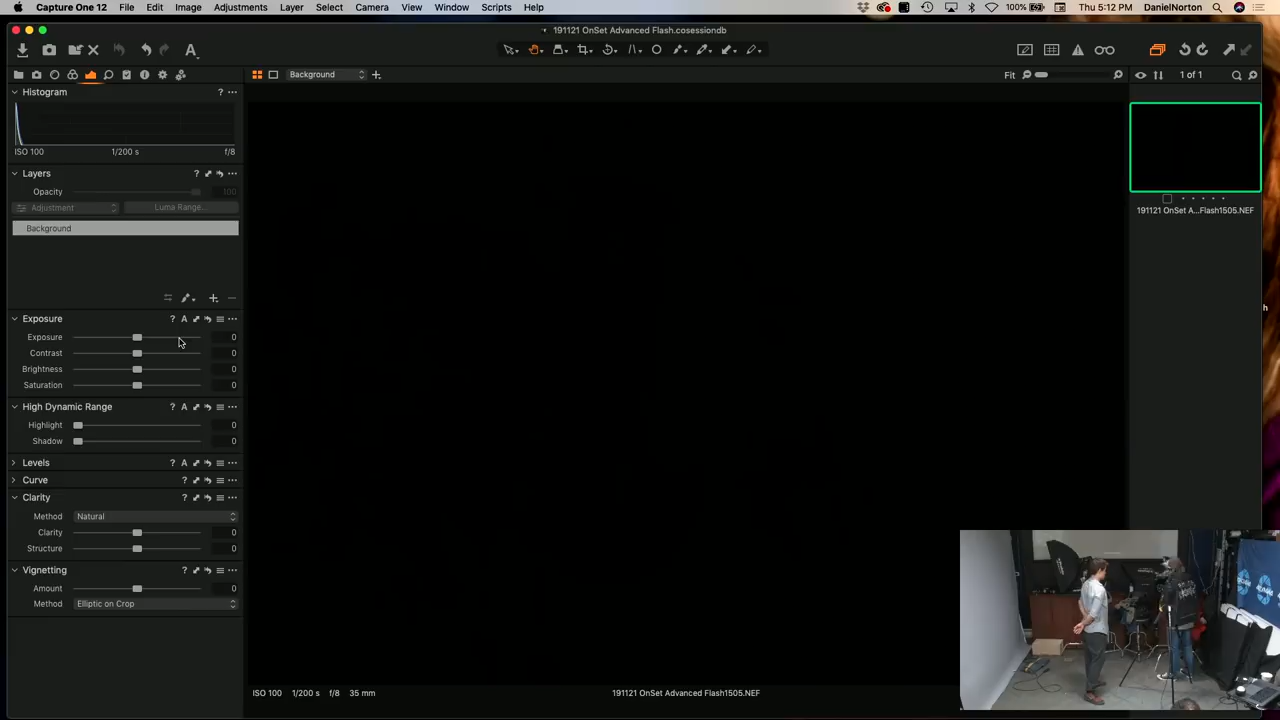 Capture One 12 File Edit View Adjustments Layer Select Camera View Window Scripts Help 100% Thu 5:12 PM DanielNorton
191121 OnSet Advanced Flash.cosessiondb
A
Background Fit 1 of 1
Histogram ?
ISO 100 1/200 s f/8
Layers ?
Opacity 100
Adjustment Luma Range...
Background
191121 OnSet A...Flash1505.NEF
Exposure ? A
Exposure 0
Contrast 0
Brightness 0
Saturation 0
High Dynamic Range ? A
Highlight 0
Shadow 0
Levels ? A
Curve ?
Clarity ?
Method Natural
Clarity 0
Structure 0
Vignetting ?
Amount 0
Method Elliptic on Crop
ISO 100 1/200 s f/8 35 mm 191121 OnSet Advanced Flash1505.NEF